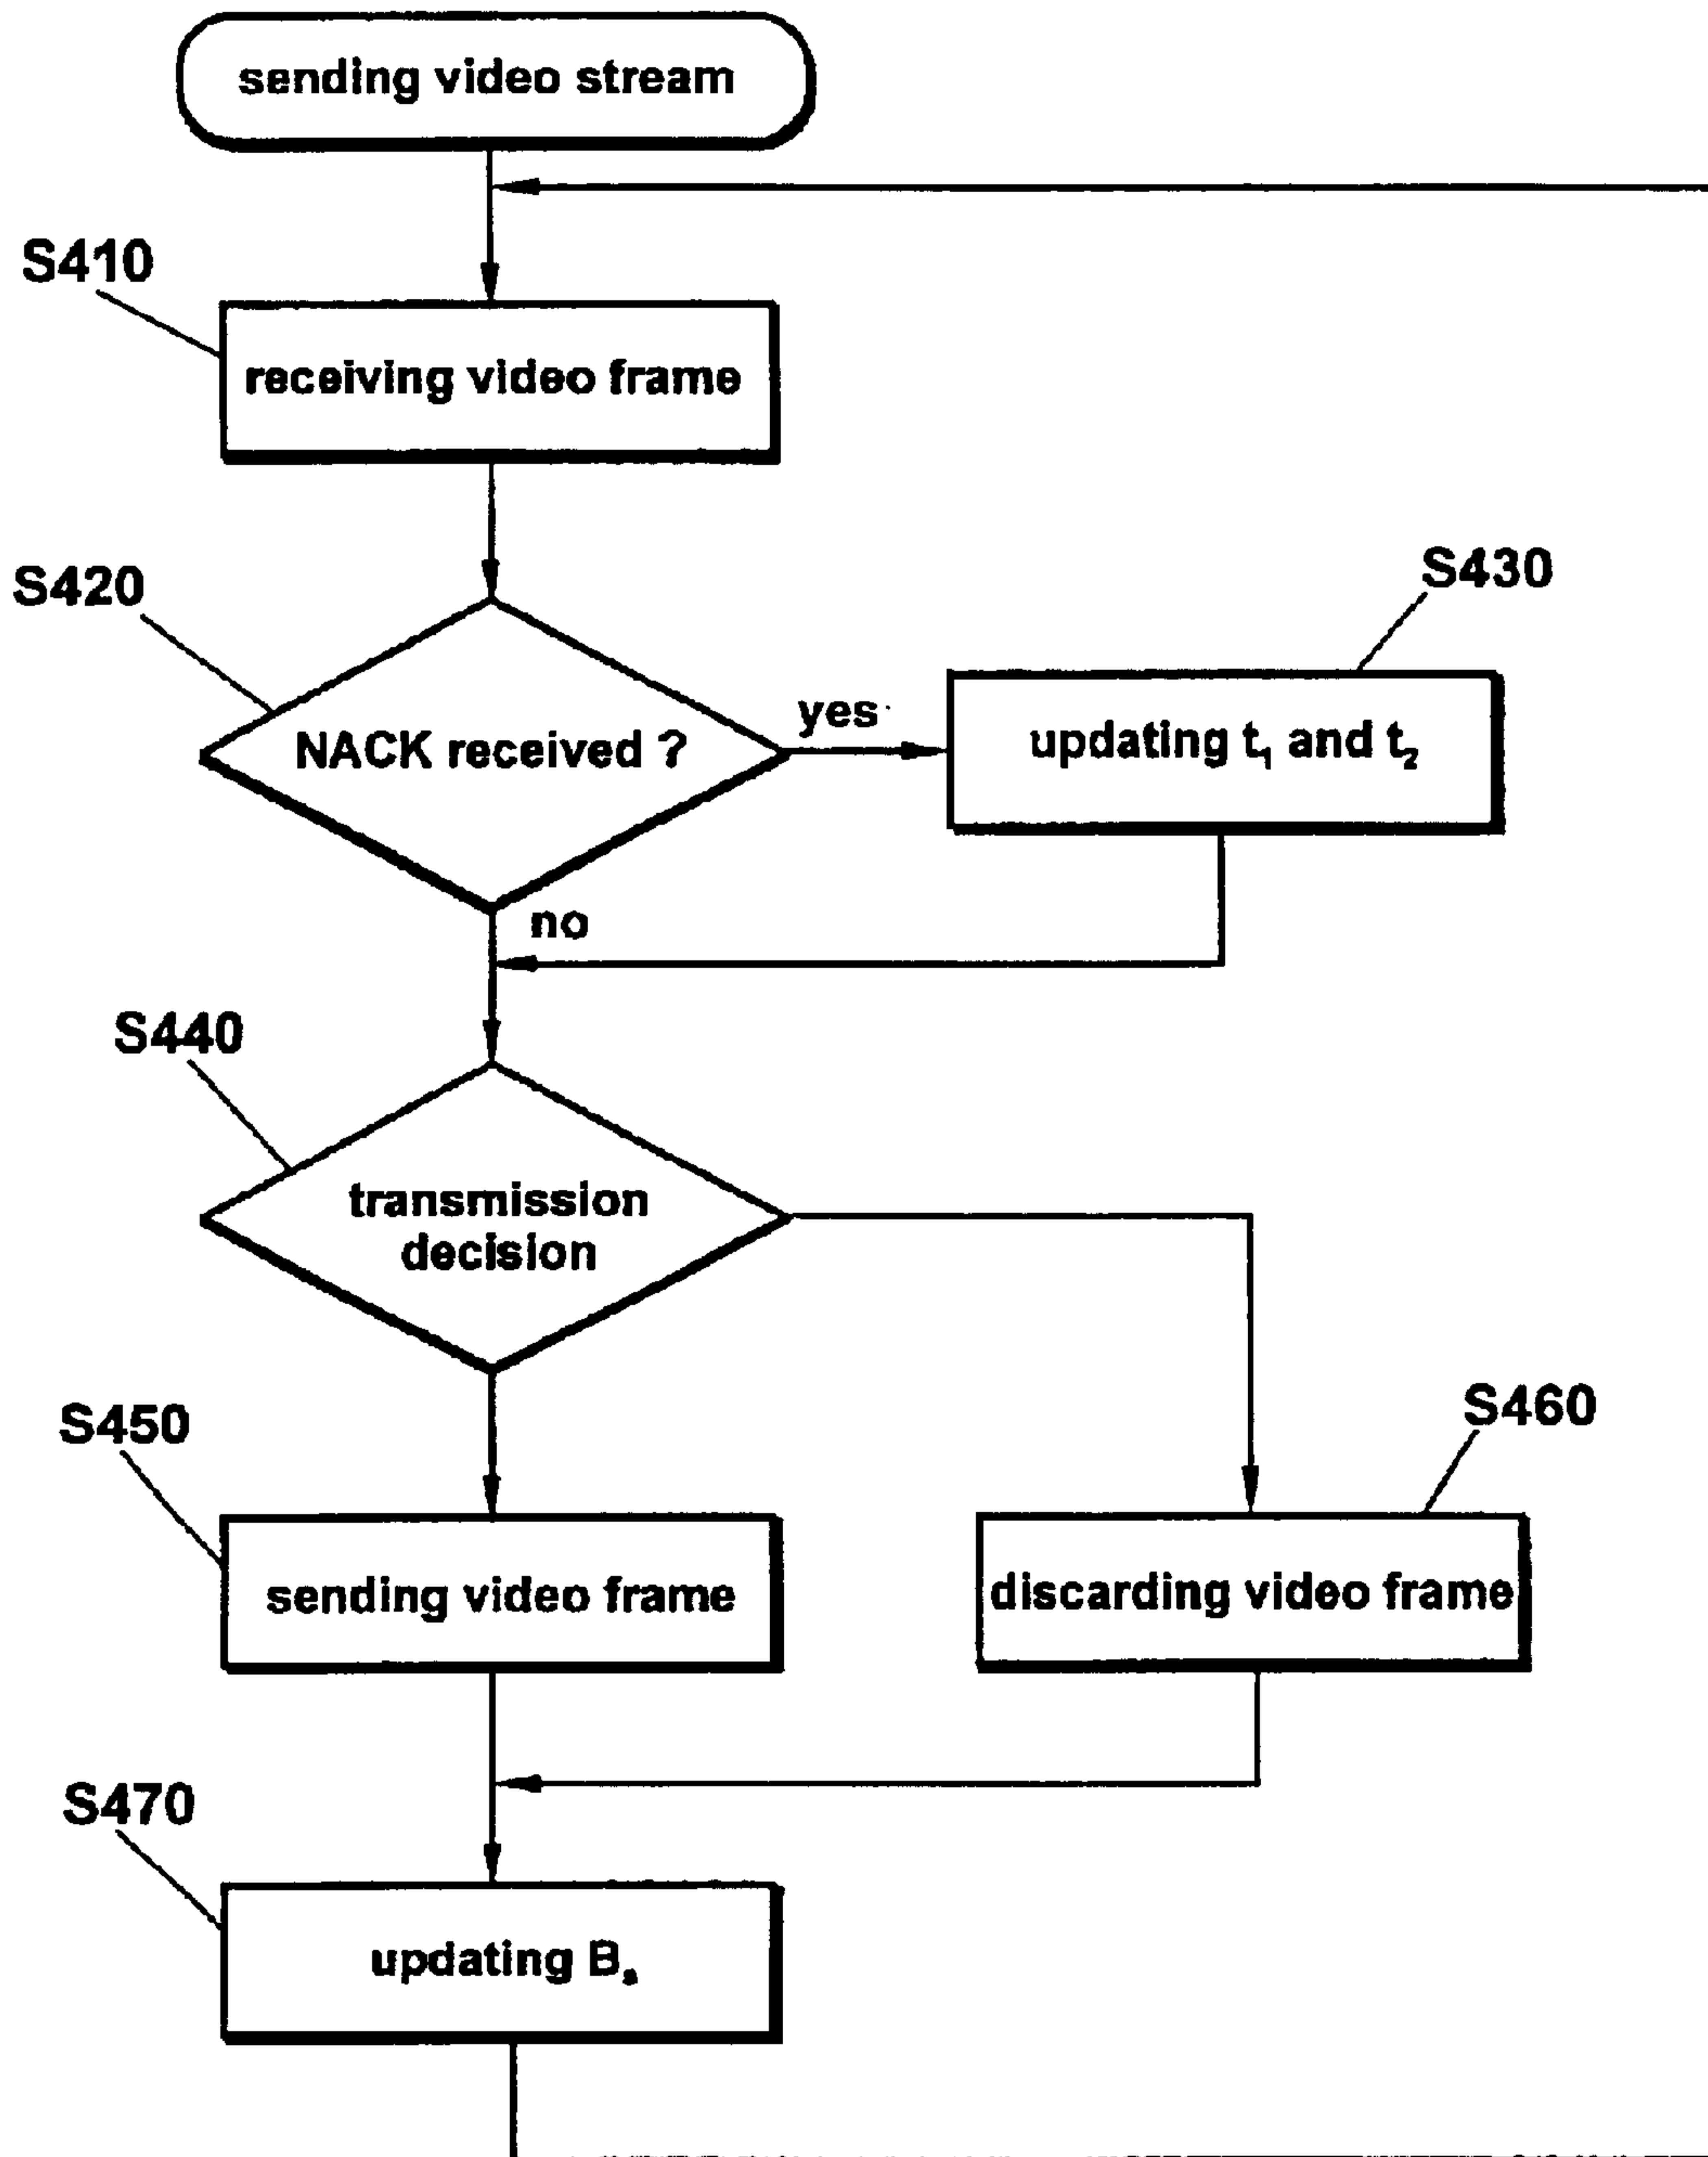 sending video stream
S410
receiving video frame
S420
NACK received ?
yes
S430
updating t₁ and t₂
no
S440
transmission
decision
S450
sending video frame
S460
discarding video frame
S470
updating Bₛ